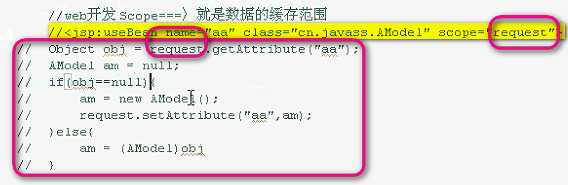 //web开发 Scope===〉就是数据的缓存范围
//<jsp:useBean name="aa" class="cn.javass.AModel" scope="request">
// Object obj = request.getAttribute("aa");
// AModel am = null;
// if(obj==null){
// am = new AModel();
// request.setAttribute("aa",am);
// }else{
// am = (AModel)obj
// }